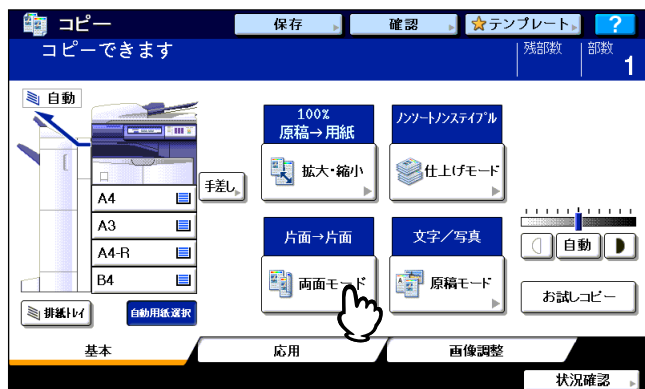 コピー
保存
確認
テンプレート
?
コピーできます
残部数
部数
1
自動
100%
原稿→用紙
拡大・縮小
ノンソートノンステイプル
仕上げモード
手差し
A4
A3
A4-R
B4
片面→片面
両面モード
文字／写真
原稿モード
自動
お試しコピー
排紙トレイ
自動用紙選択
基本
応用
画像調整
状況確認